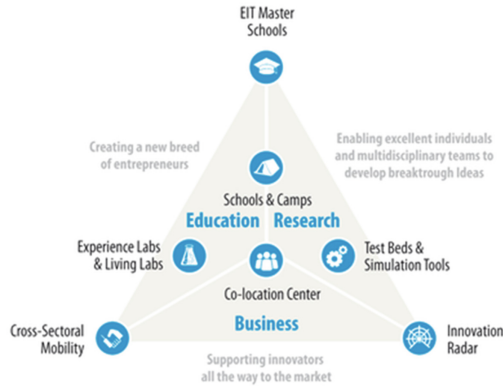 EIT Master
Schools
Creating a new breed
of entrepreneurs
Enabling excellent individuals
and multidisciplinary teams to
develop breaktrough Ideas
Schools & Camps
Education Research
Experience Labs
& Living Labs
Test Beds &
Simulation Tools
Co-location Center
Business
Cross-Sectoral
Mobility
Innovation
Radar
Supporting innovators
all the way to the market